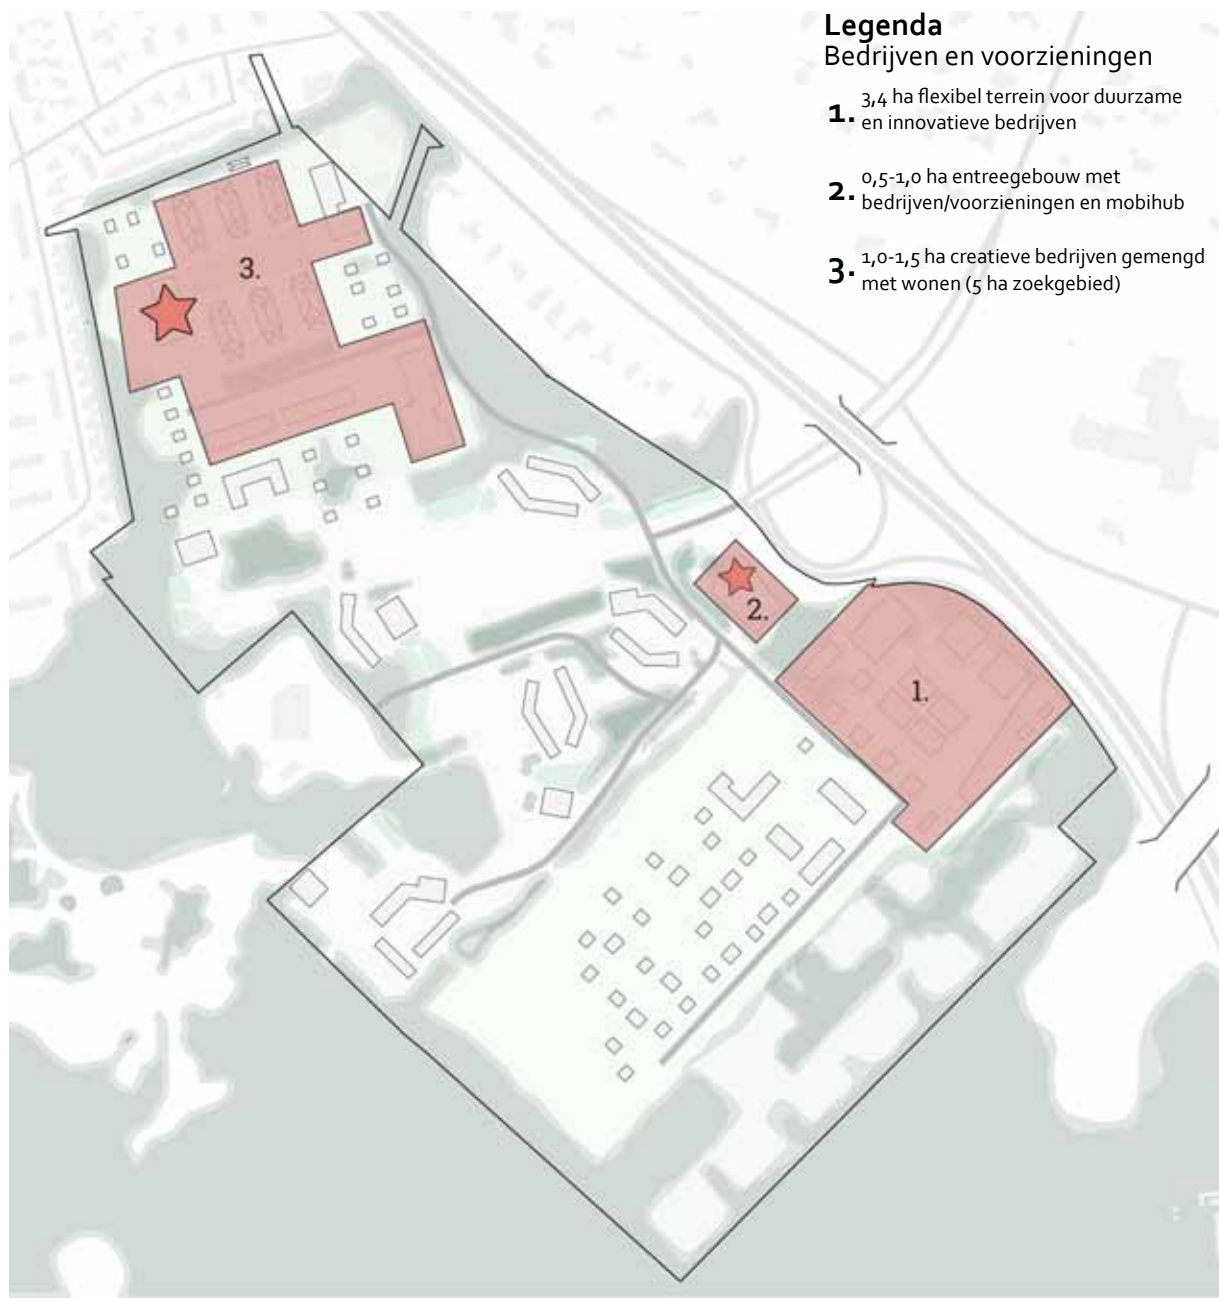 Legenda
Bedrijven en voorzieningen
1. 3,4 ha flexibel terrein voor duurzame
en innovatieve bedrijven
2. 0,5-1,0 ha entreegebouw met
bedrijven/voorzieningen en mobihub
3. 1,0-1,5 ha creatieve bedrijven gemengd
met wonen (5 ha zoekgebied)
3.
2.
1.